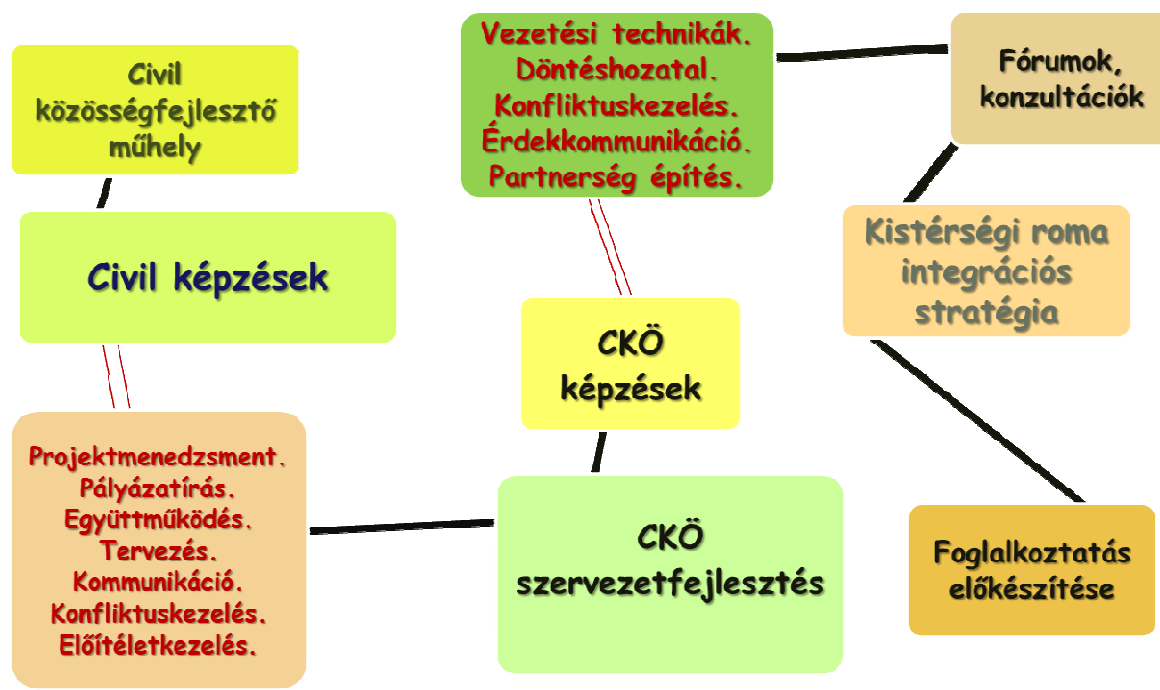 Civil
közösségfejlesztő
műhely
Civil képzések
Projektmenedzsment.
Pályázatírás.
Együttműködés.
Tervezés.
Kommunikáció.
Konfliktuskezelés.
Előítéletkezelés.
Vezetési technikák.
Döntéshozatal.
Konfliktuskezelés.
Érdekkommunikáció.
Partnerség építés.
CKÖ
képzések
CKÖ
szervezetfejlesztés
Fórumok,
konzultációk
Kistérségi roma
integrációs
stratégia
Foglalkoztatás
előkészítése